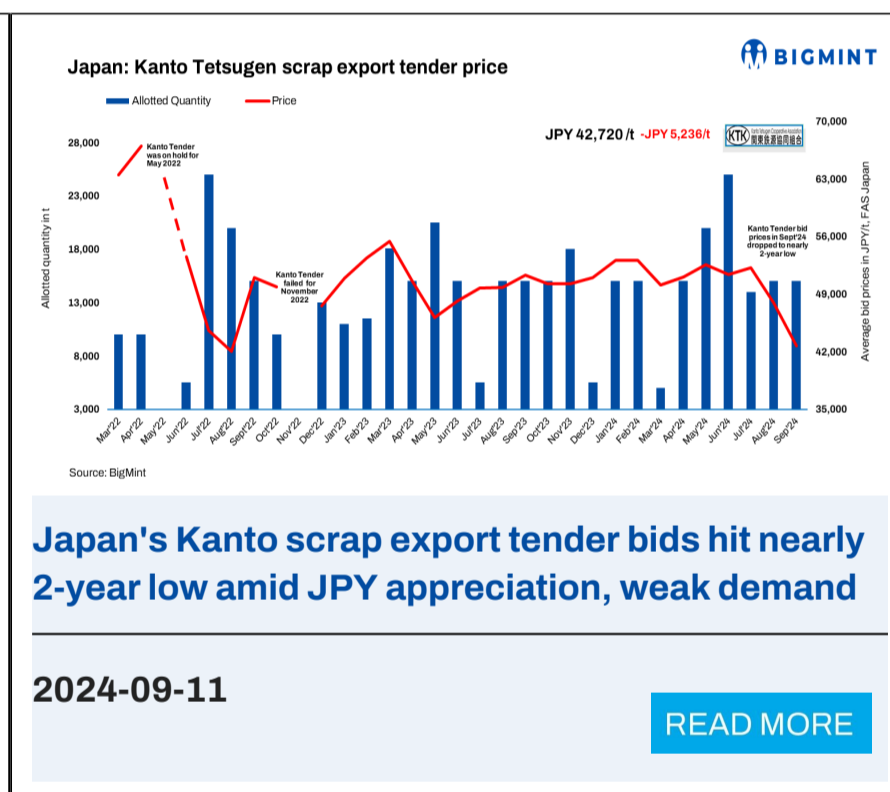 BIGMINT
Japan: Kanto Tetsugen scrap export tender price
Allotted Quantity
Price
JPY 42,720 /t -JPY 5,236/t
KTK
関東鉄源協同組合
Allotted quantity in t
28,000
23,000
18,000
13,000
8,000
3,000
Kanto Tender
was on hold for
May 2022
Kanto Tender
failed for
November
2022
Kanto Tender bid
prices in Sept'24
dropped to nearly
2-year low
70,000
63,000
56,000
49,000
42,000
35,000
Average bid prices in JPY/t, FAS Japan
Mar'22
Apr'22
May'22
Jun'22
Jul'22
Aug'22
Sept'22
Oct'22
Nov'22
Dec'22
Jan'23
Feb'23
Mar'23
Apr'23
May'23
Jun'23
Jul'23
Aug'23
Sep'23
Oct'23
Nov'23
Dec'23
Jan'24
Feb'24
Mar'24
Apr'24
May'24
Jun'24
Jul'24
Aug'24
Sep'24
Source: BigMint
Japan's Kanto scrap export tender bids hit nearly
2-year low amid JPY appreciation, weak demand
2024-09-11
READ MORE